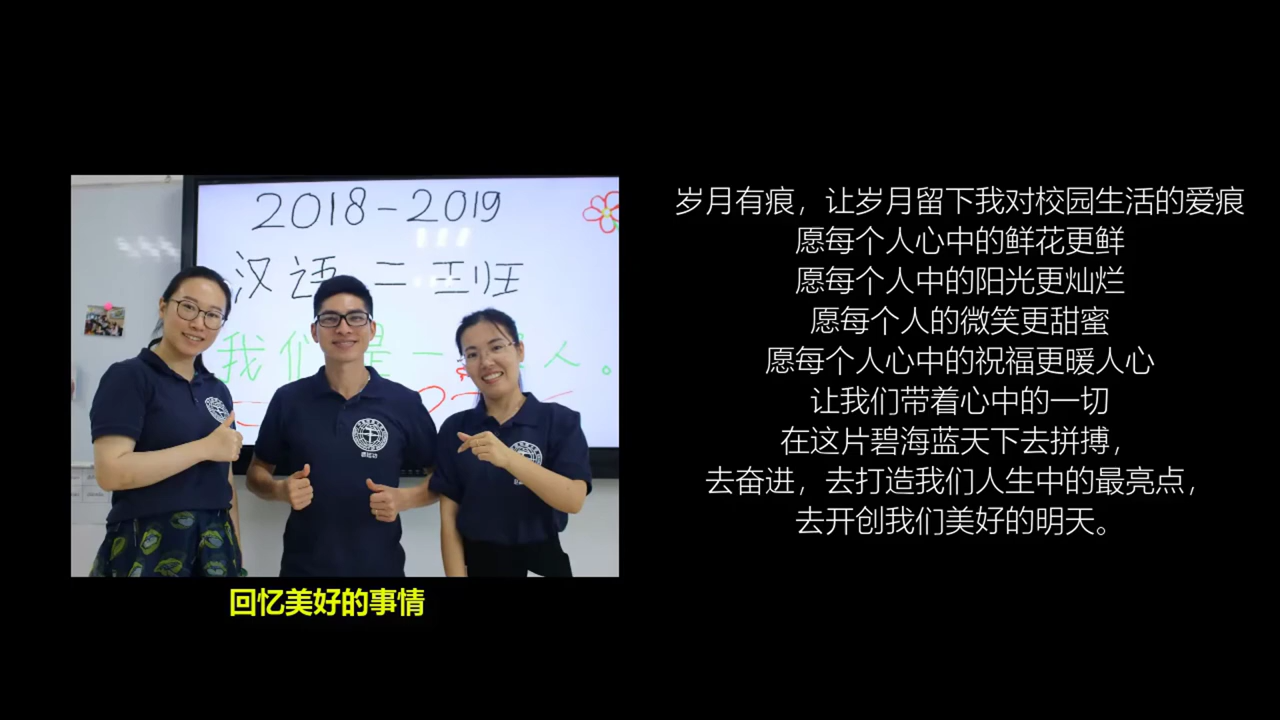 2018-2019
汉语二班
我们是一 人。
回忆美好的事情
岁月有痕，让岁月留下我对校园生活的爱痕
愿每个人心中的鲜花更鲜
愿每个人中的阳光更灿烂
愿每个人的微笑更甜蜜
愿每个人心中的祝福更暖人心
让我们带着心中的一切
在这片碧海蓝天下去拼搏，
去奋进，去打造我们人生中的最亮点，
去开创我们美好的明天。